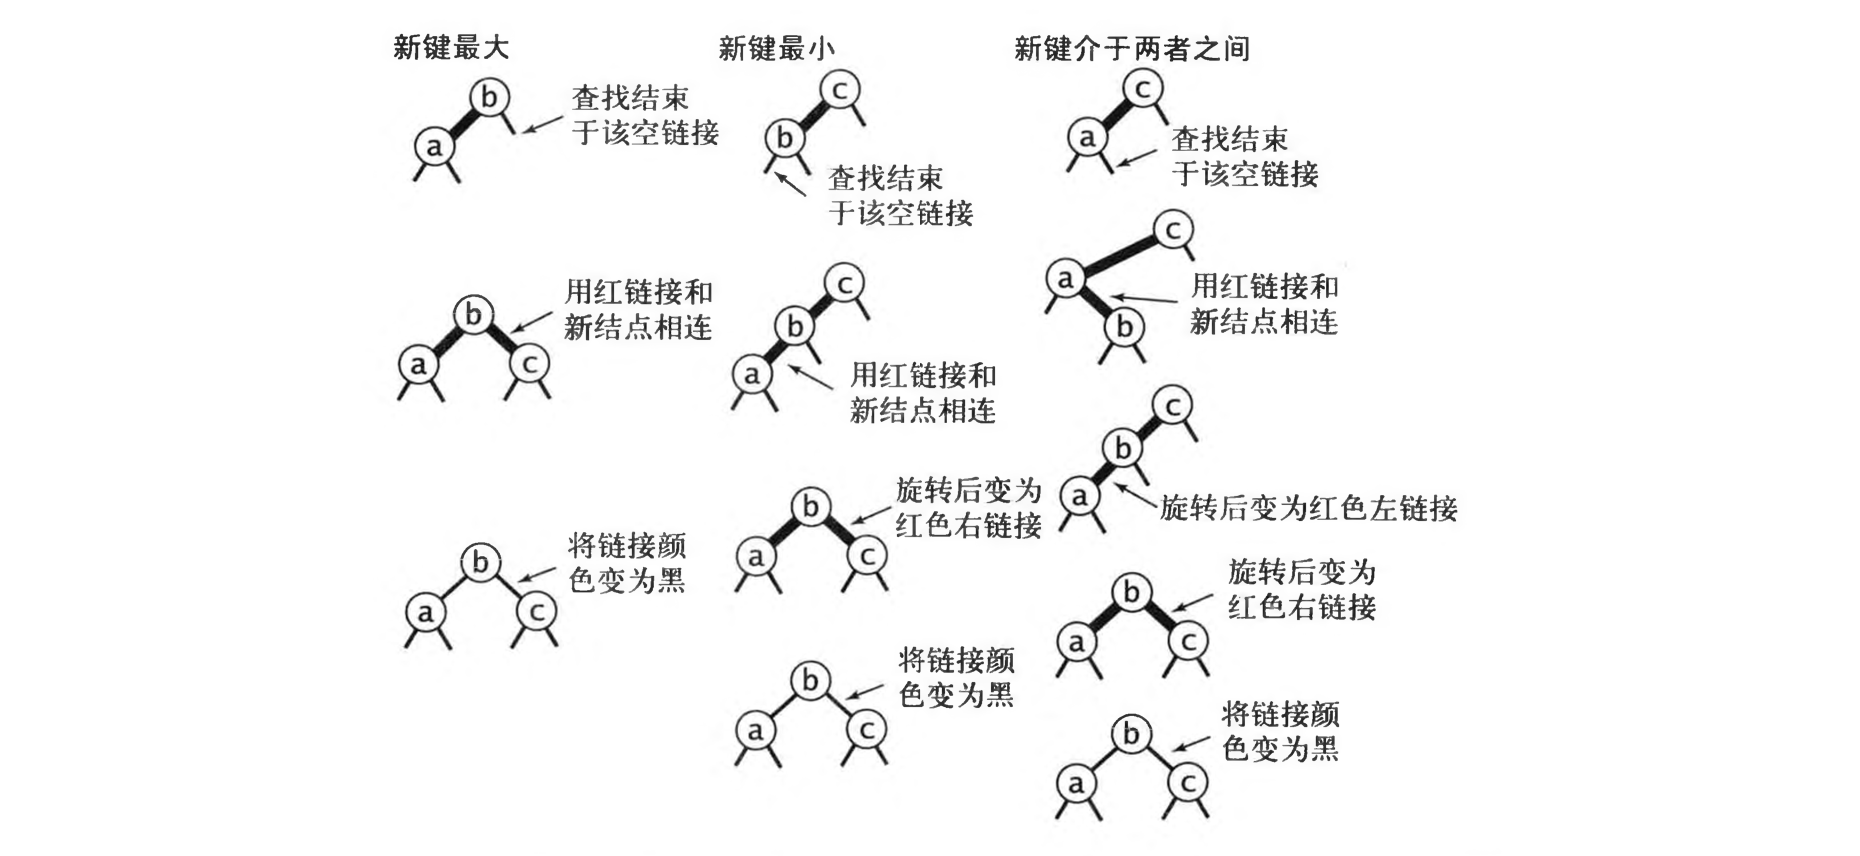 新键最大
b
a
查找结束
于该空链接
b
a
c
用红链接和
新结点相连
b
a
c
将链接颜
色变为黑
新键最小
c
b
查找结束
于该空链接
c
b
a
用红链接和
新结点相连
b
a
c
旋转后变为
红色右链接
b
a
c
将链接颜
色变为黑
新键介于两者之间
c
a
查找结束
于该空链接
c
a
b
用红链接和
新结点相连
c
b
a
旋转后变为红色左链接
b
a
c
旋转后变为
红色右链接
b
a
c
将链接颜
色变为黑